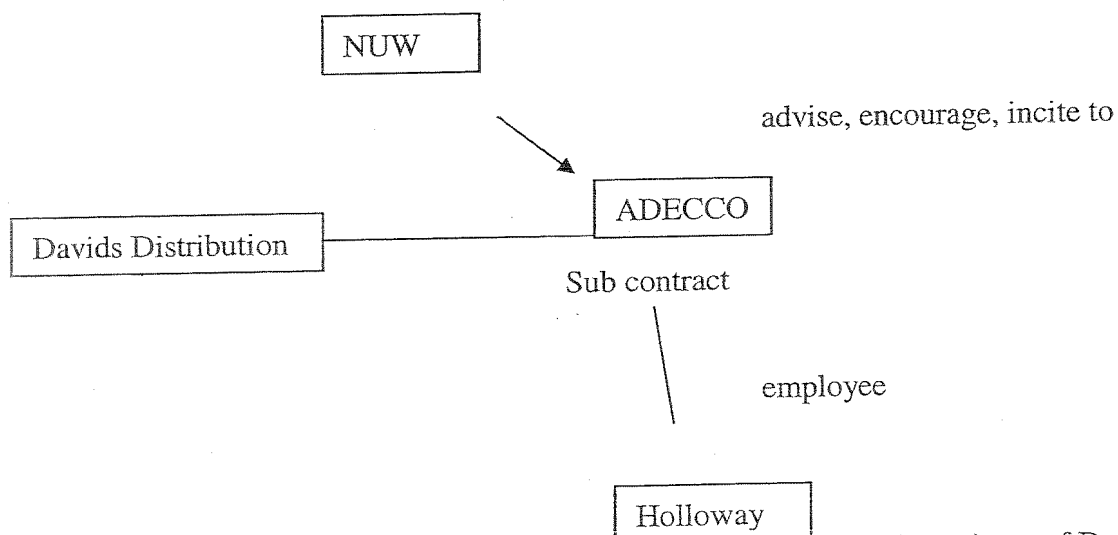 NUW
advise, encourage, incite to
ADECCO
Davids Distribution
Sub contract
employee
Holloway